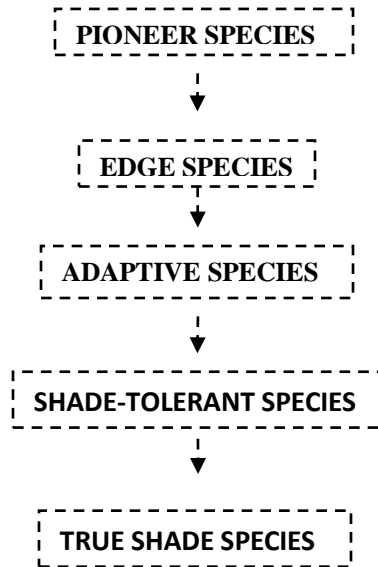 PIONEER SPECIES
EDGE SPECIES
ADAPTIVE SPECIES
SHADE-TOLERANT SPECIES
TRUE SHADE SPECIES